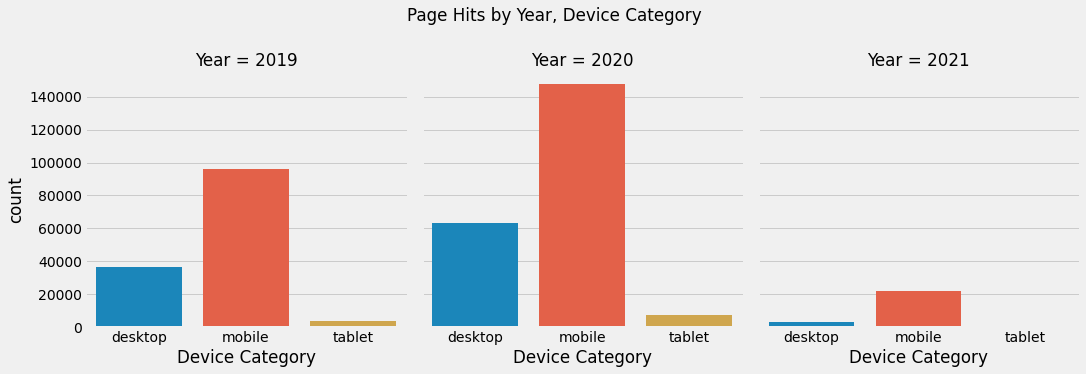 Page Hits by Year, Device Category
Year = 2019
Year = 2020
Year = 2021
count
140000
120000
100000
80000
60000
40000
20000
0
desktop mobile tablet
desktop mobile tablet
desktop mobile tablet
Device Category
Device Category
Device Category